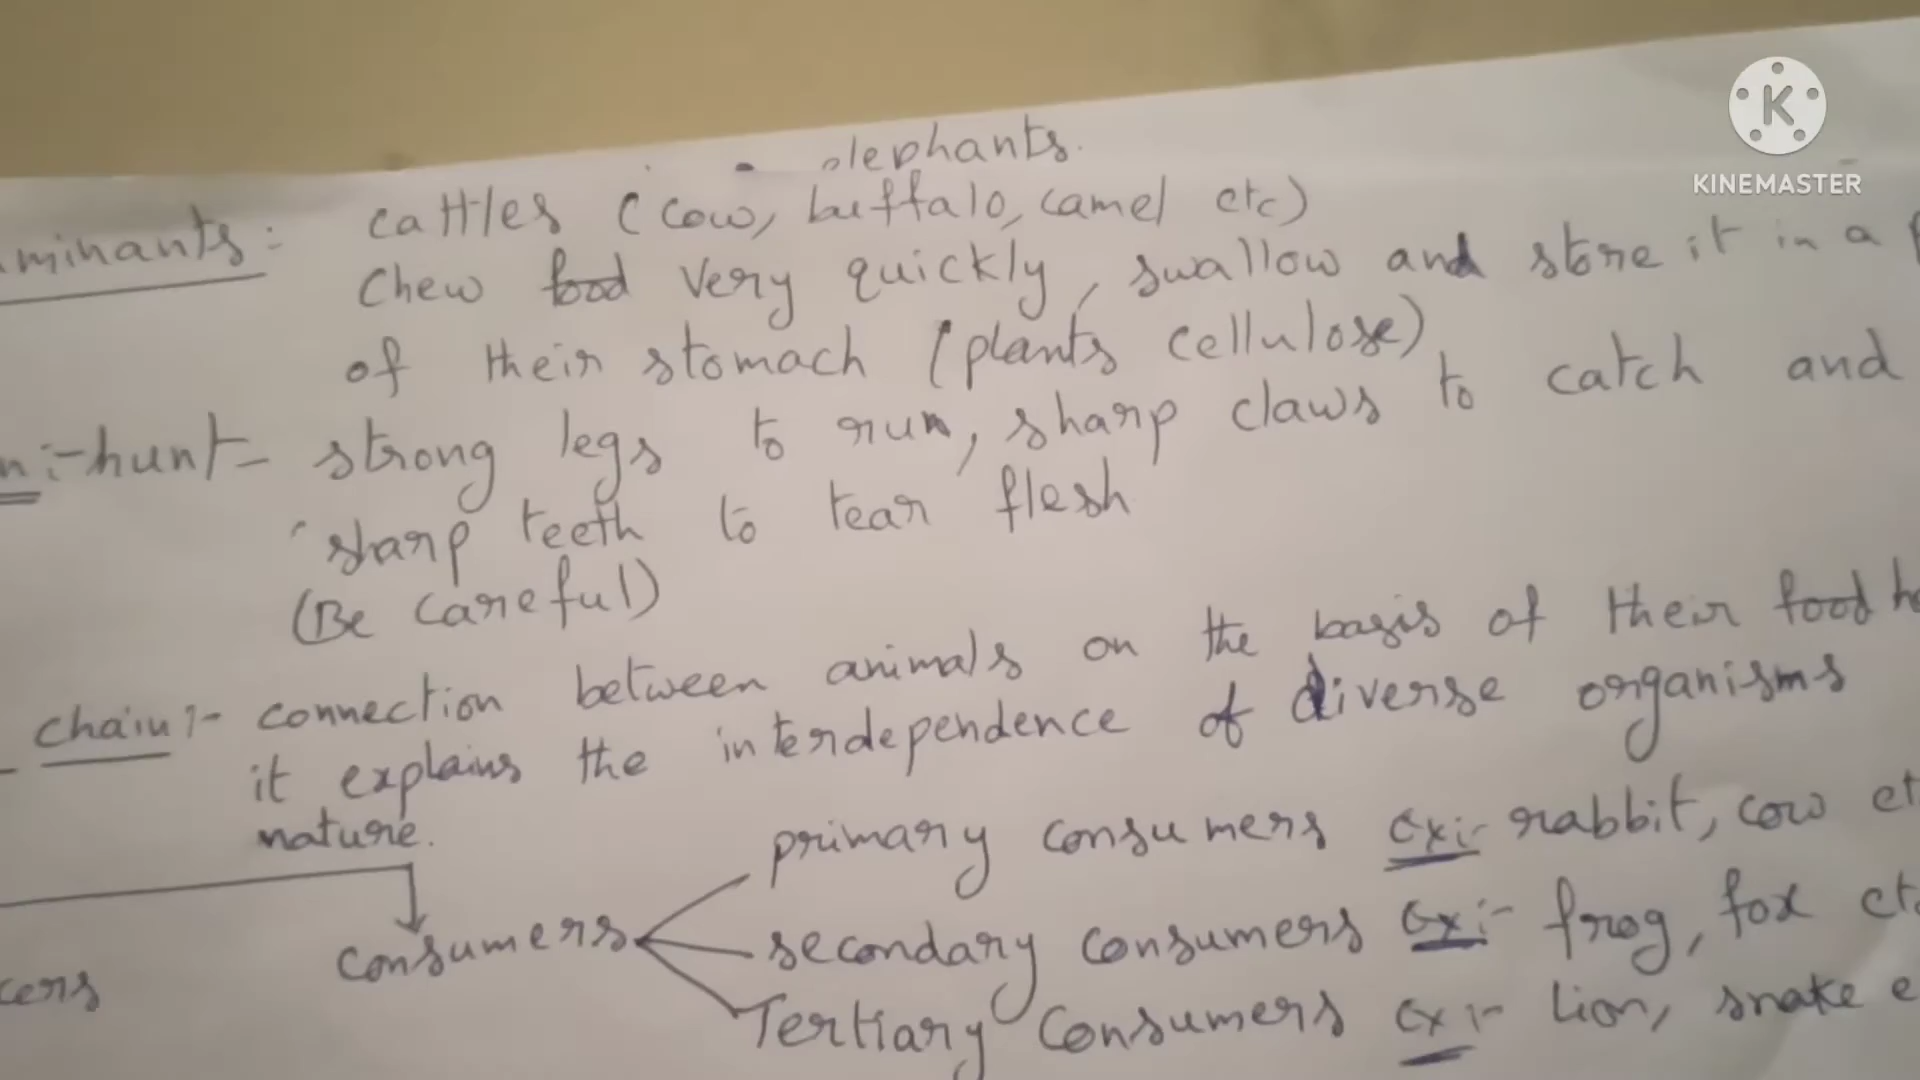 elephants.
minants: cattles (cow, buffalo, camel etc)
Chew food very quickly, swallow and store it in a
of their stomach (plants cellulose)
:-hunt- strong legs to run, sharp claws to catch and
sharp teeth to tear flesh
(Be careful)
chain:- connection between animals on the basis of their food
it explains the interdependence of diverse organisms
nature.
primary consumers ex:- rabbit, cow etc
consumers secondary consumers ex:- frog, fox etc
cers
Tertiary consumers ex:- lion, snake e
K
KINEMASTER